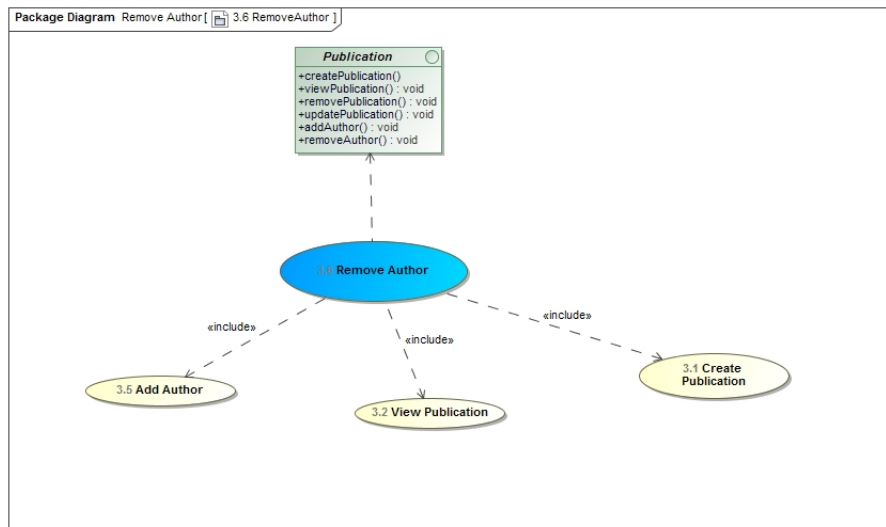 Package Diagram Remove Author [ 3.6 RemoveAuthor ]
Publication
+createPublication()
+viewPublication() : void
+removePublication() : void
+updatePublication() : void
+addAuthor() : void
+removeAuthor() : void
3.6 Remove Author
«include»
«include»
«include»
3.5 Add Author
3.2 View Publication
3.1 Create
Publication